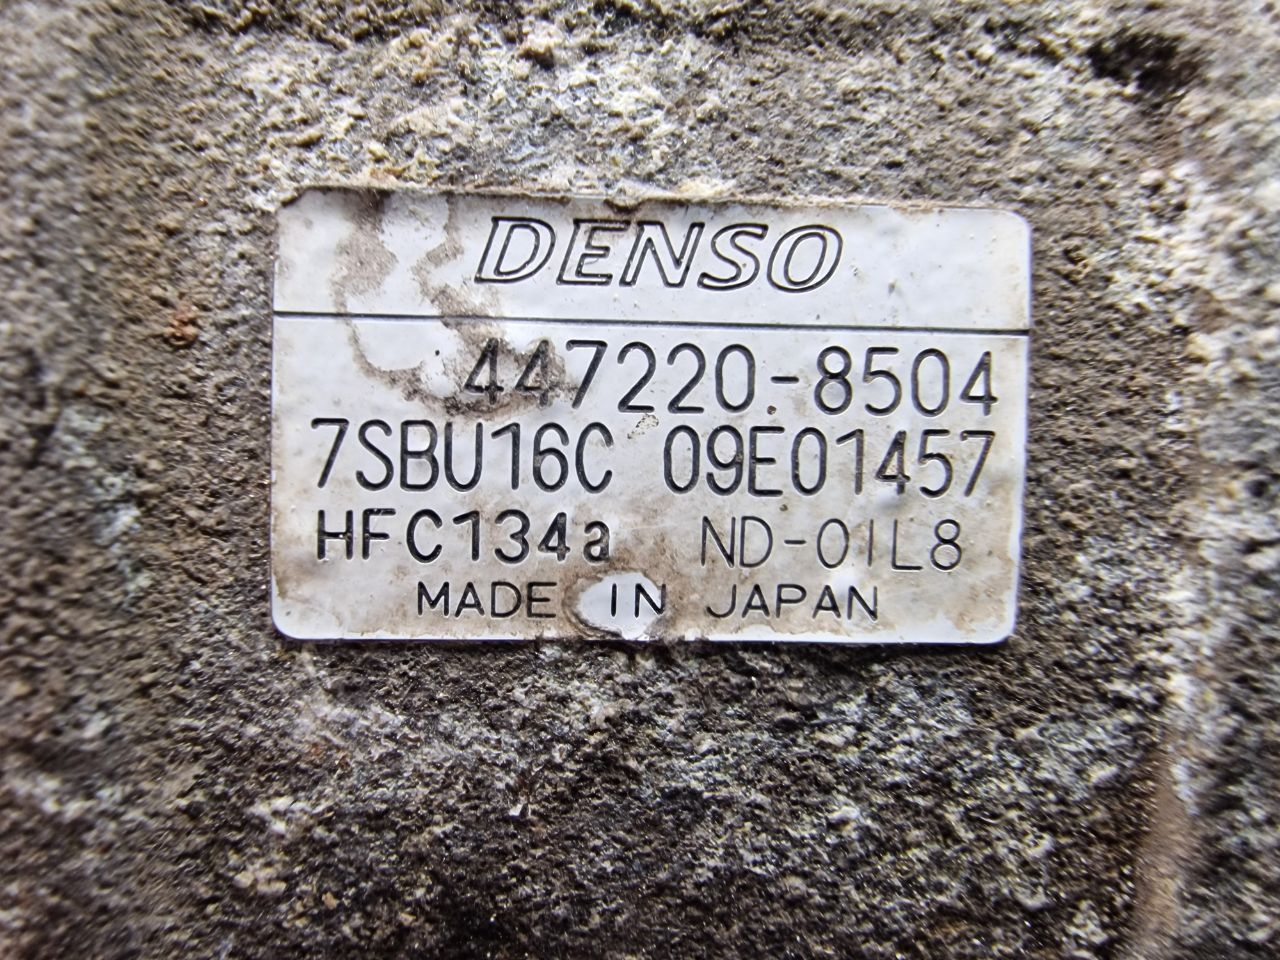 DENSO
447220-8504
7SBU16C 09E01457
HFC134a ND-OIL8
MADE IN JAPAN